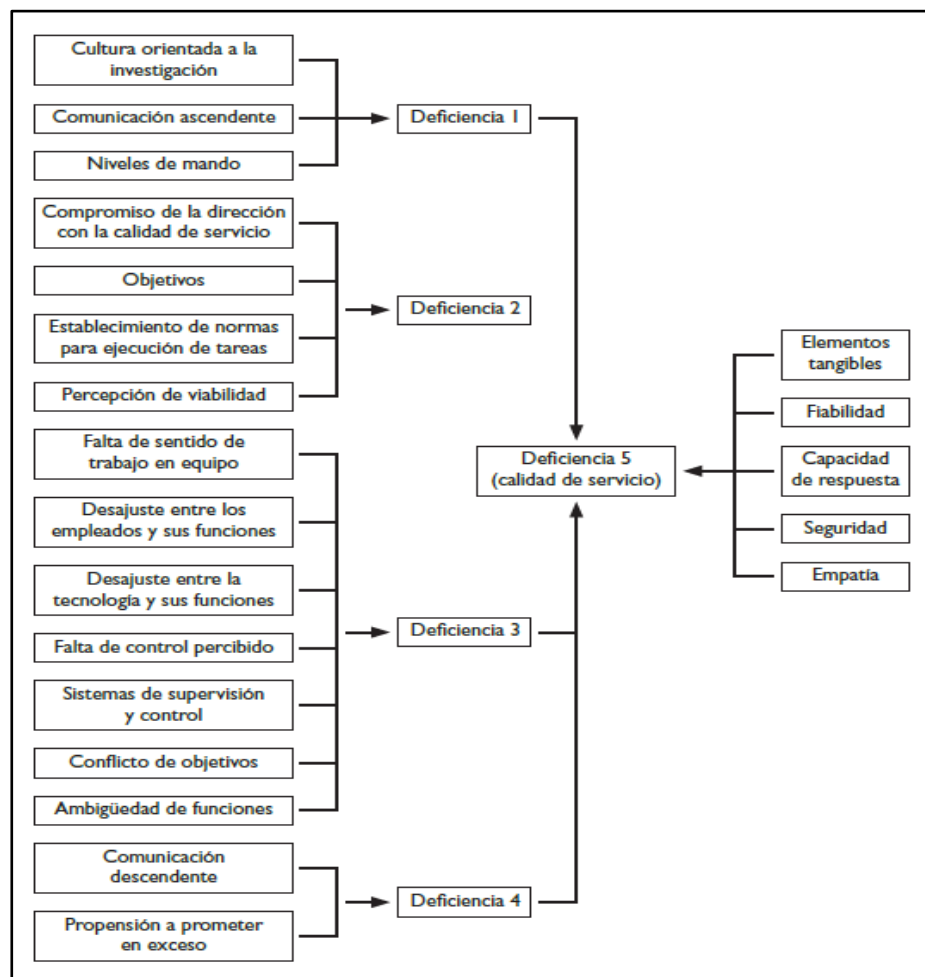 Cultura orientada a la
investigación
Comunicación ascendente
Niveles de mando
Deficiencia 1
Compromiso de la dirección
con la calidad de servicio
Objetivos
Establecimiento de normas
para ejecución de tareas
Percepción de viabilidad
Deficiencia 2
Falta de sentido de
trabajo en equipo
Desajuste entre los
empleados y sus funciones
Desajuste entre la
tecnología y sus funciones
Falta de control percibido
Sistemas de supervisión
y control
Conflicto de objetivos
Ambigüedad de funciones
Deficiencia 3
Comunicación
descendente
Propensión a prometer
en exceso
Deficiencia 4
Deficiencia 5
(calidad de servicio)
Elementos
tangibles
Fiabilidad
Capacidad
de respuesta
Seguridad
Empatía